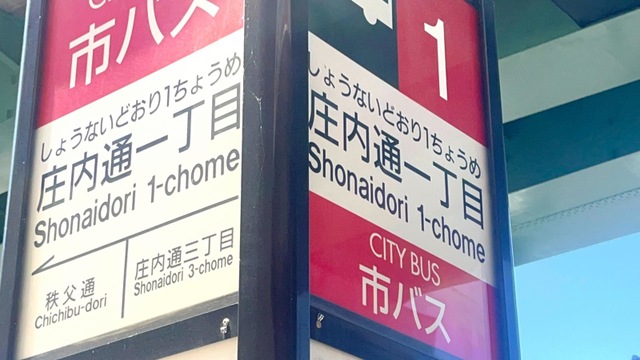 市バス
しょうないどおり1ちょうめ
庄内通一丁目
Shonaidori 1-chome
秩父通
Chichibu-dori
庄内通三丁目
Shonaidori 3-chome
1
しょうないどおり1ちょうめ
庄内通一丁目
Shonaidori 1-chome
CITY BUS
市バス